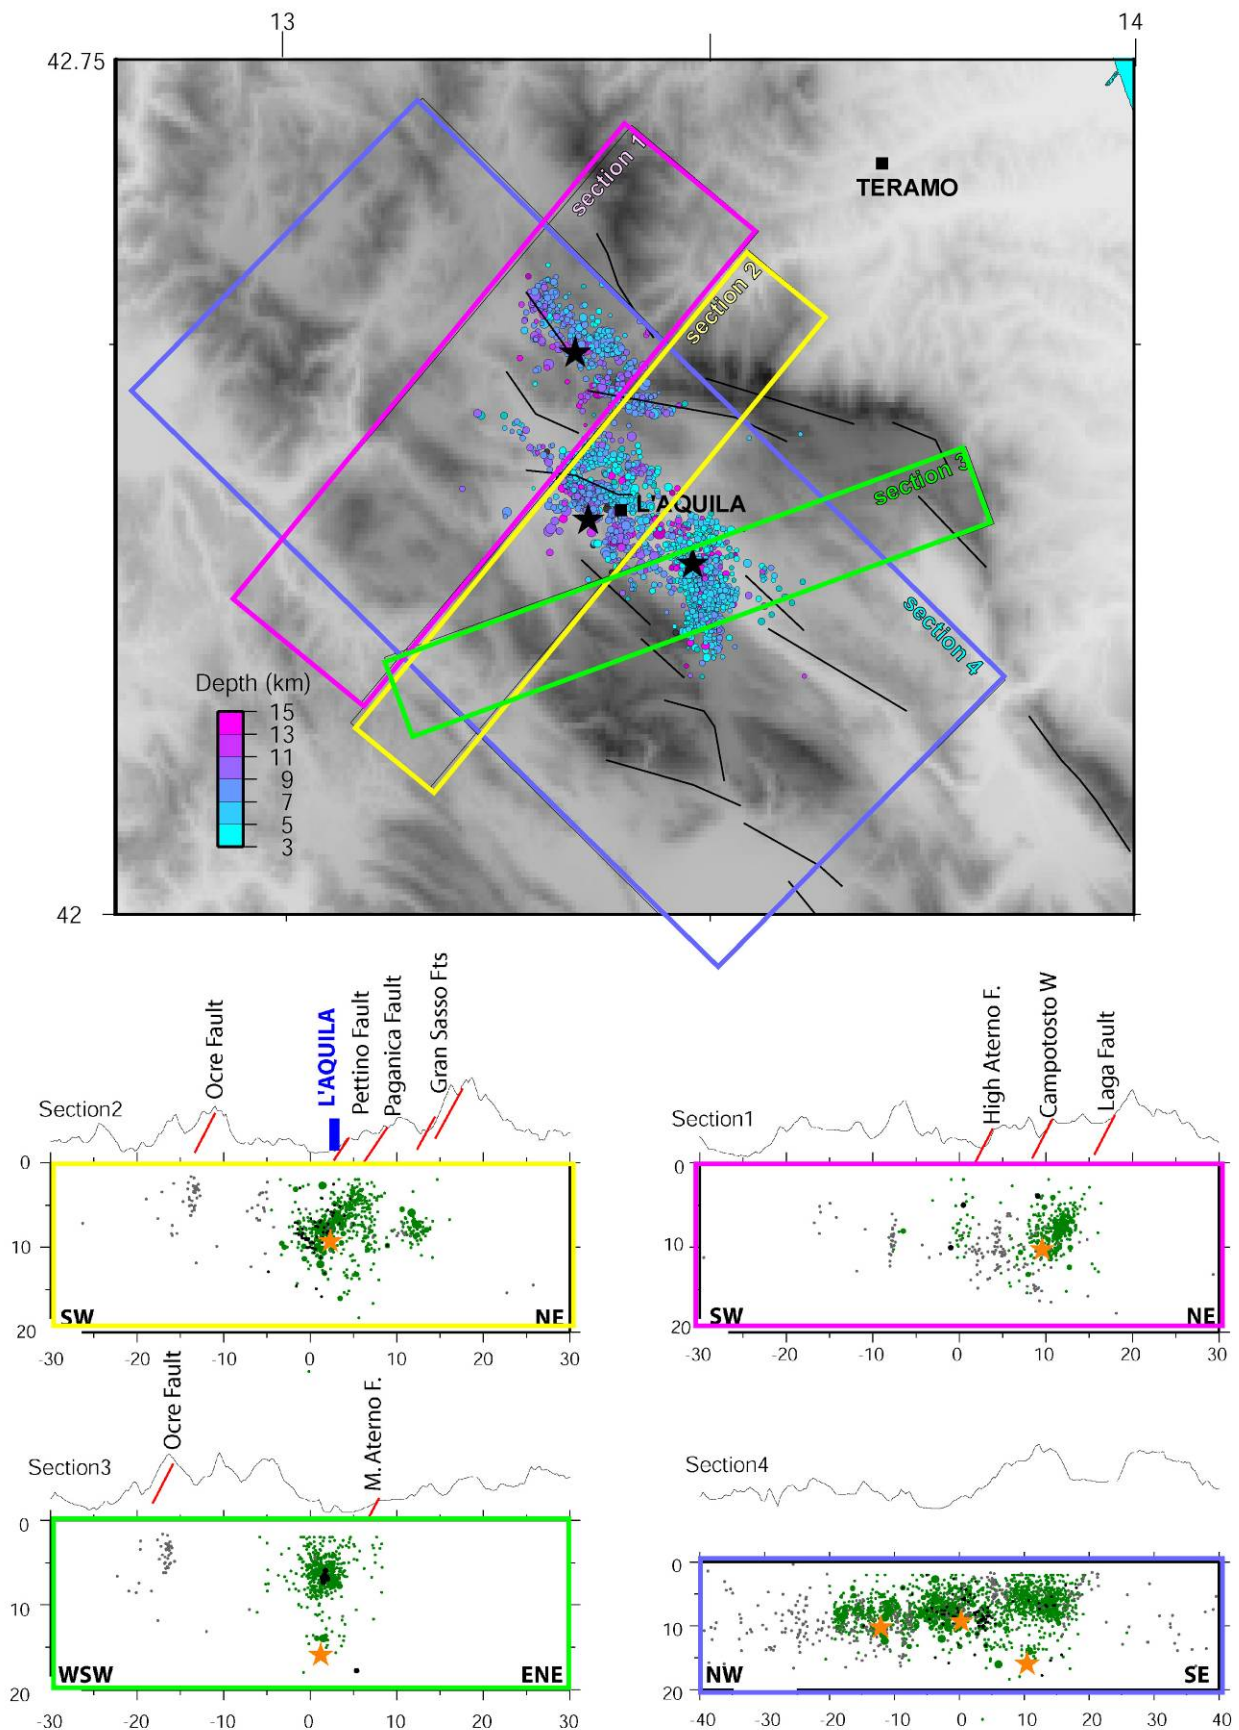 13
14
42.75
section 1
TERAMO
section 2
section 3
L'AQUILA
section 4
Depth (km)
15
13
11
9
7
5
3
42
Ocre Fault
L'AQUILA
Pettino Fault
Paganica Fault
Gran Sasso Fts
High Aterno F.
Campotosto W
Laga Fault
Section2
Section1
0
10
20
SW
NE
-30
-20
-10
0
10
20
30
0
10
20
SW
NE
-30
-20
-10
0
10
20
30
Ocre Fault
M. Aterno F.
Section3
Section4
0
10
20
WSW
ENE
-30
-20
-10
0
10
20
30
0
10
20
NW
SE
-40
-30
-20
-10
0
10
20
30
40